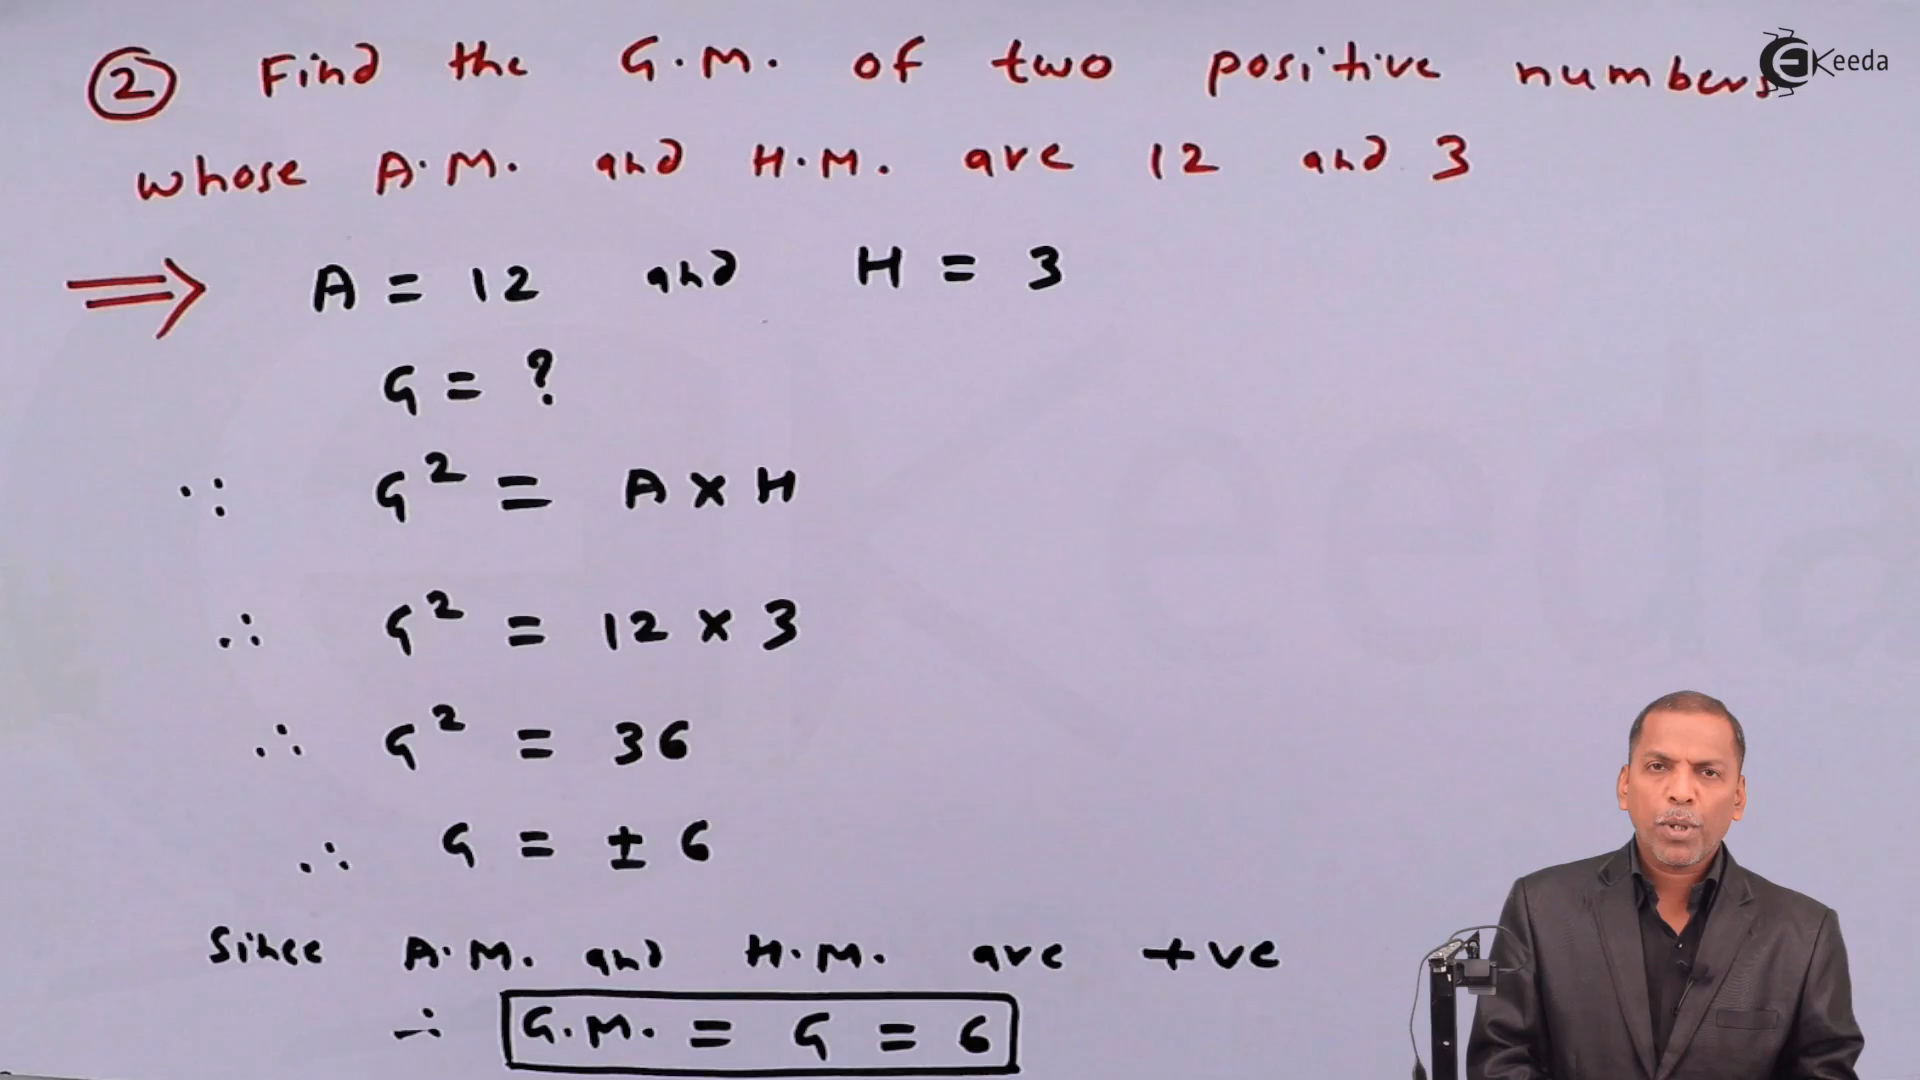 ② Find the G.M. of two positive numbers
whose A.M. and H.M. are 12 and 3
⇒ A = 12 and H = 3
G = ?
∵ G² = A × H
∴ G² = 12 × 3
∴ G² = 36
∴ G = ± 6
Since A.M. and H.M. are +ve
∴ G.M. = G = 6
eKeeda
eKeeda